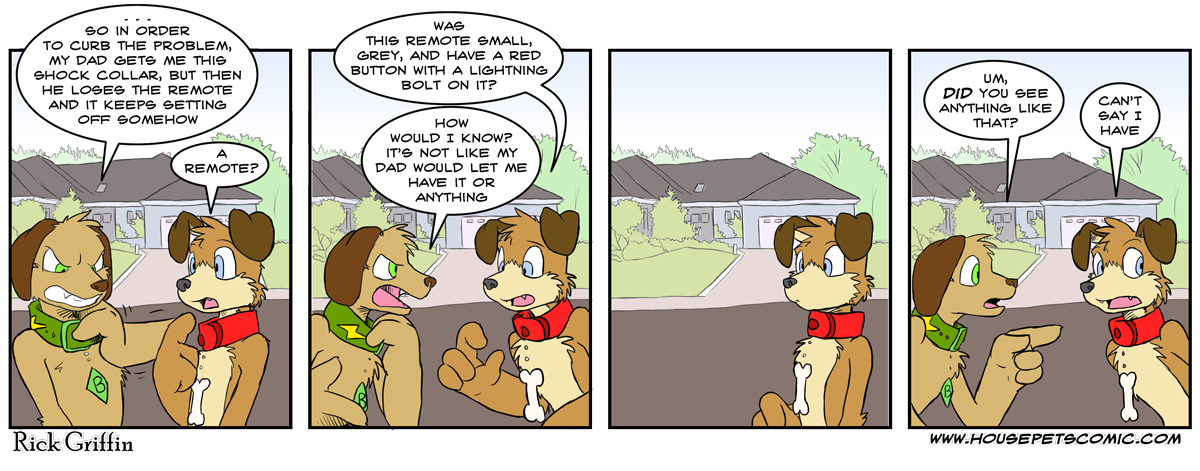 . . .
SO IN ORDER
TO CURB THE PROBLEM,
MY DAD GETS ME THIS
SHOCK COLLAR, BUT THEN
HE LOSES THE REMOTE
AND IT KEEPS SETTING
OFF SOMEHOW
A
REMOTE?
B
WAS
THIS REMOTE SMALL,
GREY, AND HAVE A RED
BUTTON WITH A LIGHTNING
BOLT ON IT?
HOW
WOULD I KNOW?
IT'S NOT LIKE MY
DAD WOULD LET ME
HAVE IT OR
ANYTHING
B
UM,
DID YOU SEE
ANYTHING LIKE
THAT?
CAN'T
SAY I
HAVE
B
Rick Griffin
WWW.HOUSEPETSCOMIC.COM